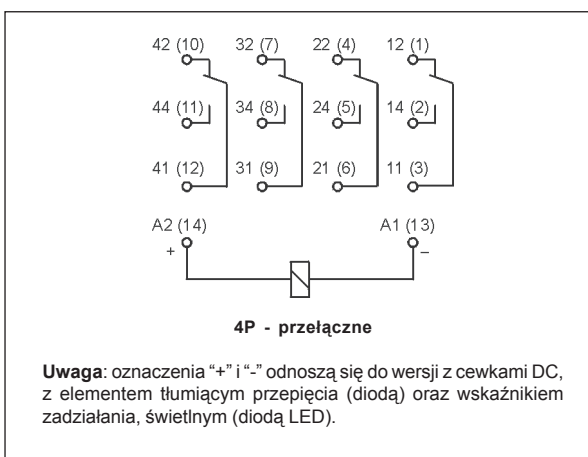 42 (10) 32 (7) 22 (4) 12 (1)
44 (11) 34 (8) 24 (5) 14 (2)
41 (12) 31 (9) 21 (6) 11 (3)
A2 (14) A1 (13)
+ –
4P - przełączne
Uwaga: oznaczenia “+” i “-” odnoszą się do wersji z cewkami DC,
z elementem tłumiącym przepięcia (diodą) oraz wskaźnikiem
zadziałania, świetlnym (diodą LED).